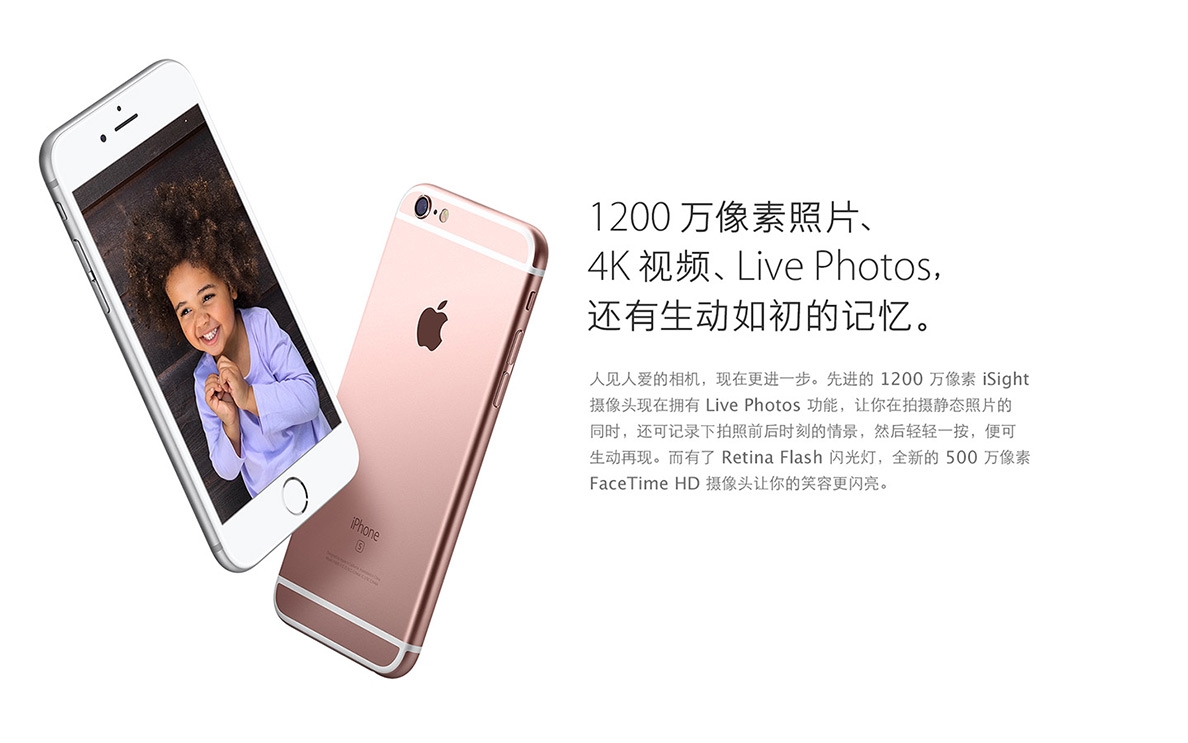 1200 万像素照片、
4K 视频、Live Photos,
还有生动如初的记忆。
人见人爱的相机，现在更进一步。先进的 1200 万像素 iSight
摄像头现在拥有 Live Photos 功能，让你在拍摄静态照片的
同时，还可记录下拍照前后时刻的情景，然后轻轻一按，便可
生动再现。而有了 Retina Flash 闪光灯，全新的 500 万像素
FaceTime HD 摄像头让你的笑容更闪亮。
iPhone
S